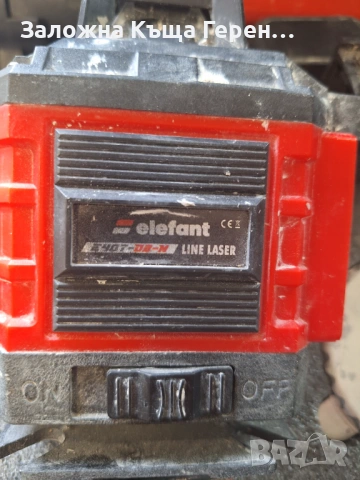 Заложна Къща Герен...
elefant
CE
LINE LASER
ON OFF
BAZAR